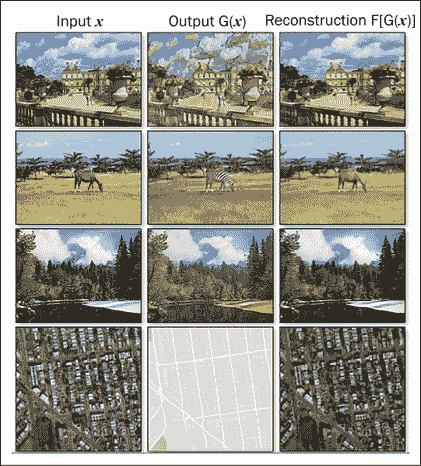 Input x
Output G(x)
Reconstruction F[G(x)]